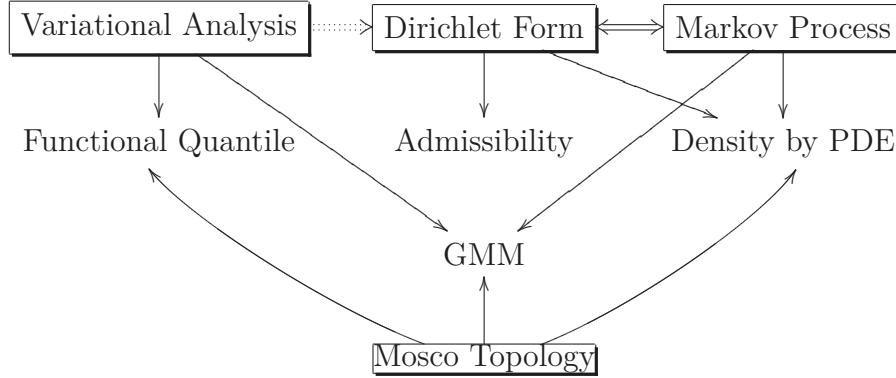 Variational Analysis
Dirichlet Form
Markov Process
Functional Quantile
Admissibility
Density by PDE
GMM
Mosco Topology